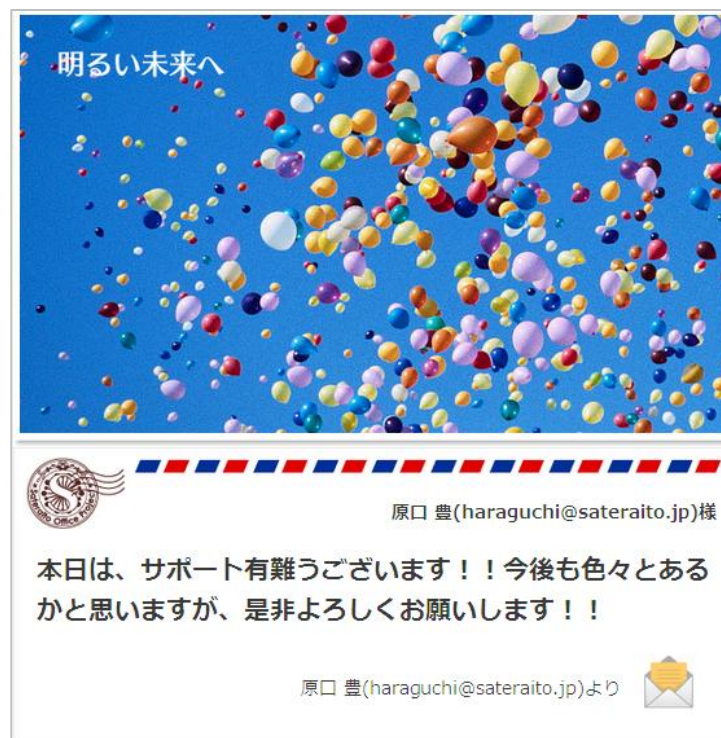 明るい未来へ
Sateraito Office Project
原口 豊(haraguchi@sateraito.jp)様
本日は、サポート有難うございます！！今後も色々とある
かと思いますが、是非よろしくお願いします！！
原口 豊(haraguchi@sateraito.jp)より